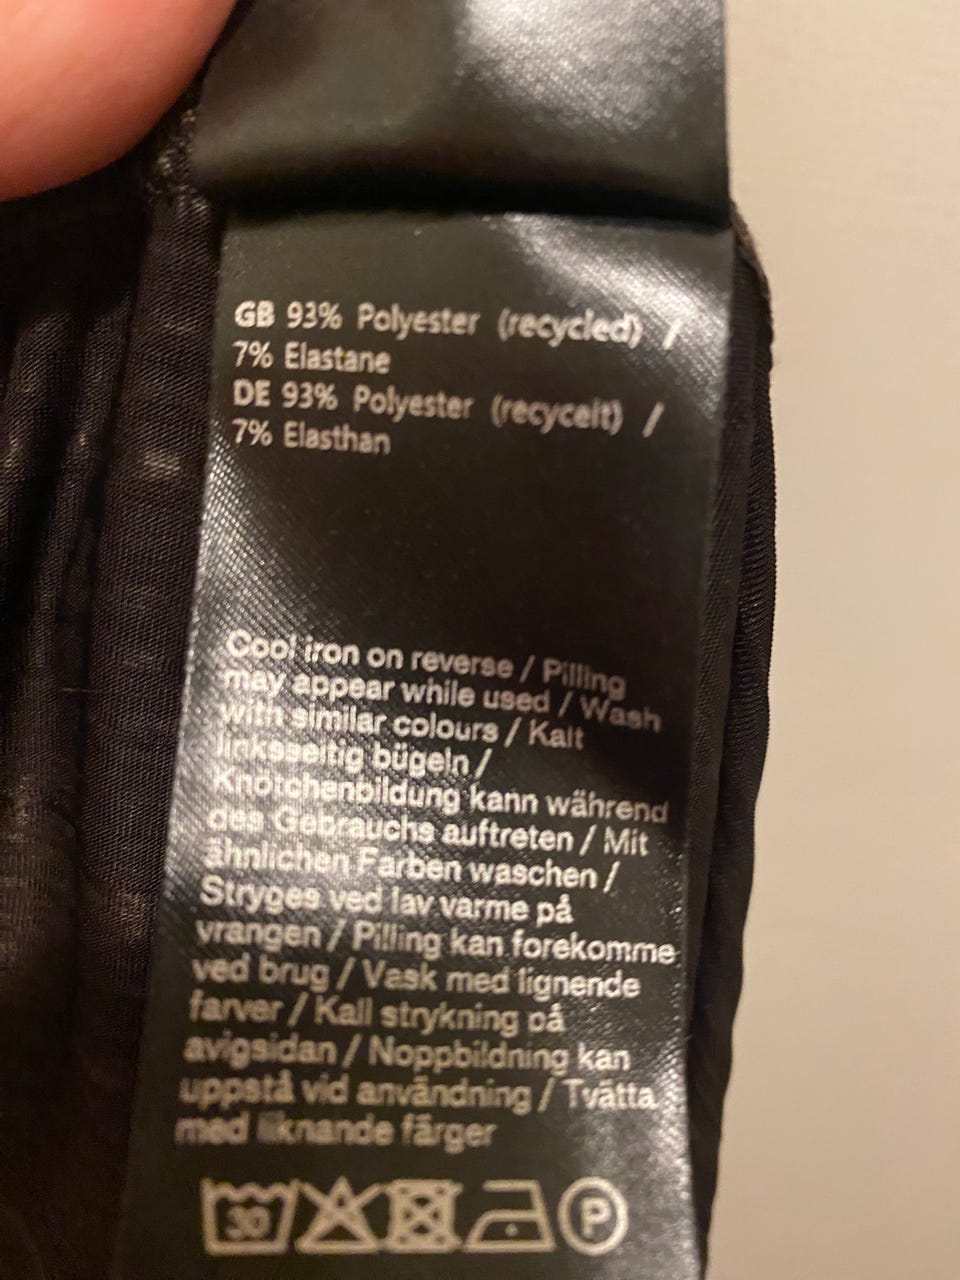 GB 93% Polyester (recycled) /
7% Elastane
DE 93% Polyester (recycelt) /
7% Elasthan
Cool iron on reverse / Pilling
may appear while used / Wash
with similar colours / Kalt
linksseitig bügeln /
Knötchenbildung kann während
des Gebrauchs auftreten / Mit
ähnlichen Farben waschen /
Stryges ved lav varme på
vrangen / Pilling kan forekomme
ved brug / Vask med lignende
farver / Kall strykning på
avigsidan / Noppbildning kan
uppstå vid användning / Tvätta
med liknande färger
30 P